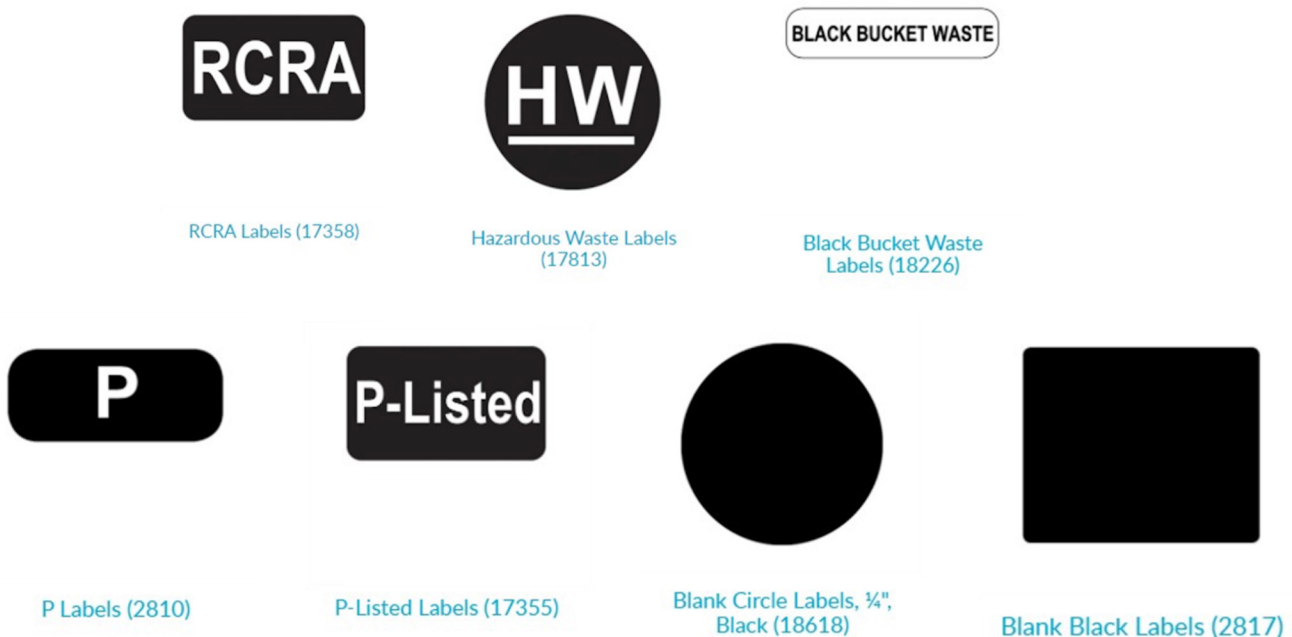 RCRA
HW
BLACK BUCKET WASTE
RCRA Labels (17358)
Hazardous Waste Labels
(17813)
Black Bucket Waste
Labels (18226)
P
P-Listed
P Labels (2810)
P-Listed Labels (17355)
Blank Circle Labels, ¼",
Black (18618)
Blank Black Labels (2817)